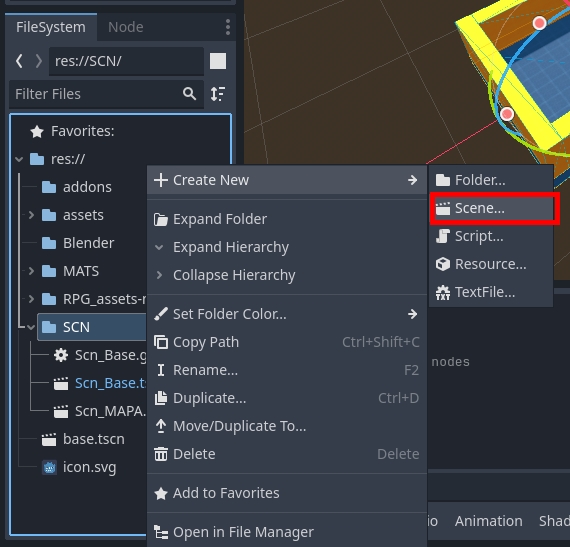 FileSystem Node
res://SCN/
Filter Files
Favorites:
res://
addons
assets
Blender
MATS
RPG_assets-r
SCN
Scn_Base.g
Scn_Base.ts
Scn_MAPA.
base.tscn
icon.svg
Create New
Expand Folder
Expand Hierarchy
Collapse Hierarchy
Set Folder Color...
Copy Path Ctrl+Shift+C
Rename... F2
Duplicate... Ctrl+D
Move/Duplicate To...
Delete Delete
Add to Favorites
Open in File Manager
Folder...
Scene...
Script...
Resource...
TextFile...
nodes
io Animation Shad